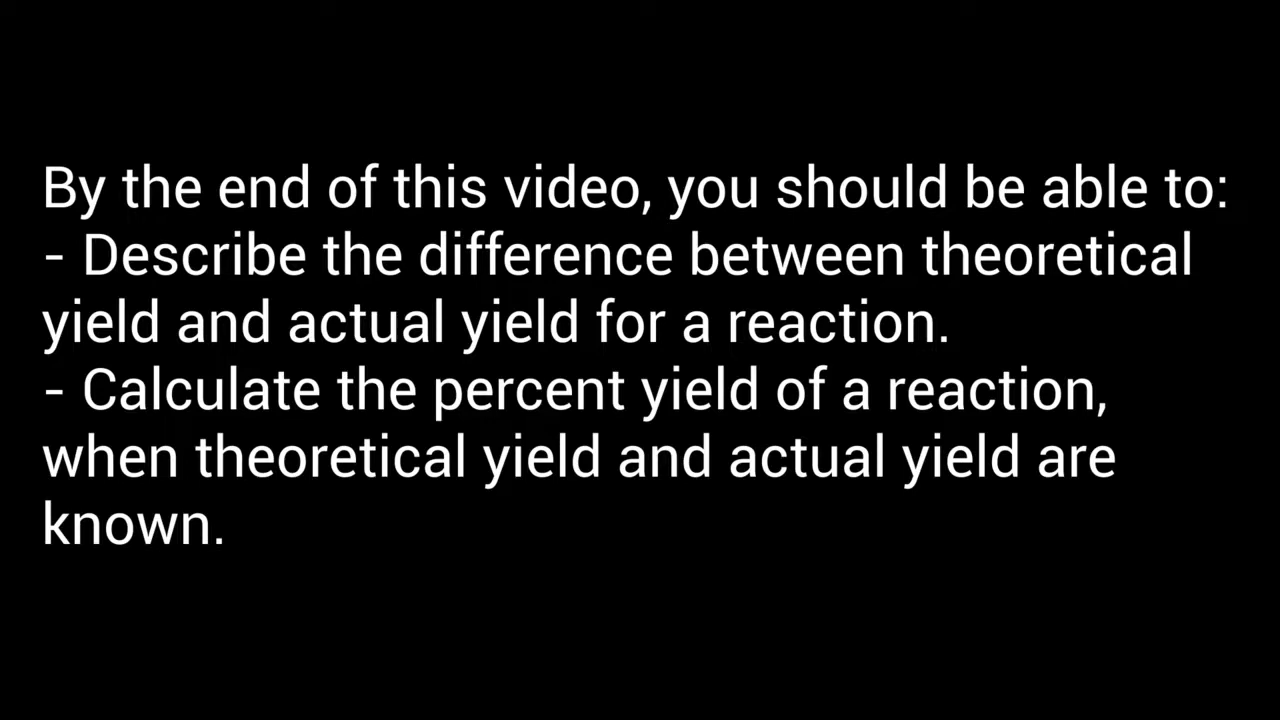 By the end of this video, you should be able to:
- Describe the difference between theoretical
yield and actual yield for a reaction.
- Calculate the percent yield of a reaction,
when theoretical yield and actual yield are
known.